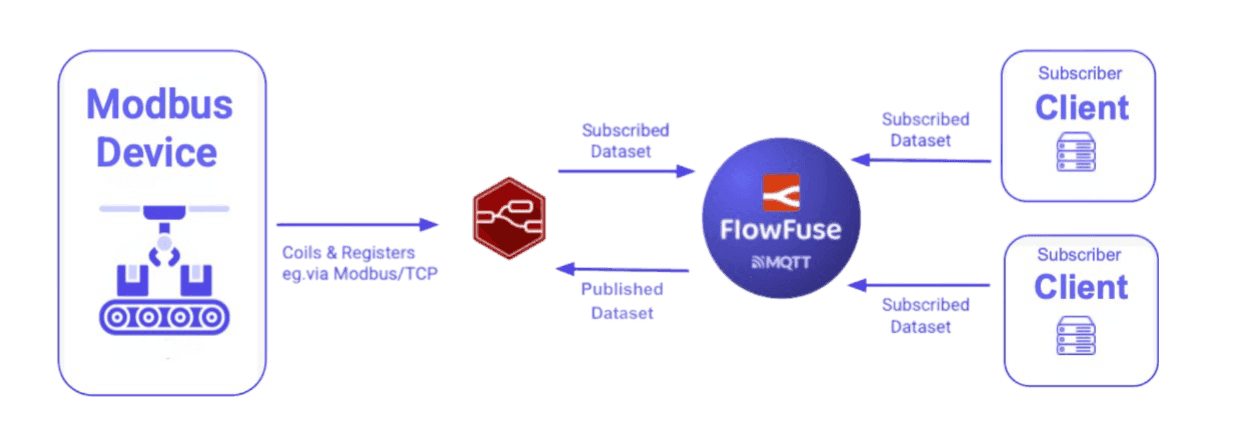 Modbus
Device
Coils & Registers
eg.via Modbus/TCP
Subscribed
Dataset
Published
Dataset
FlowFuse
MQTT
Subscribed
Dataset
Subscribed
Dataset
Subscriber
Client
Subscriber
Client